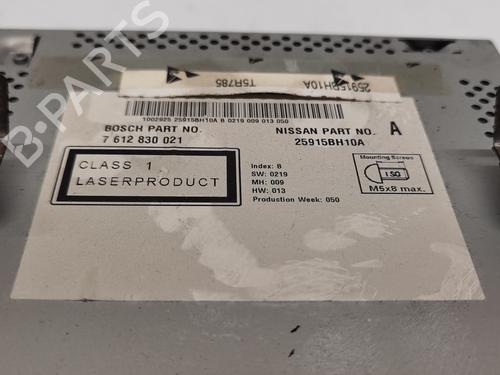 T5R785
25915BH10A
1002925 25915BH10A B 0219 009 013 050
BOSCH PART NO.
7 612 830 021
NISSAN PART NO.
25915BH10A
A
CLASS 1
LASERPRODUCT
Index: B
SW: 0219
MH: 009
HW: 013
Production Week: 050
Mounting Screws
ISO
M5x8 max.